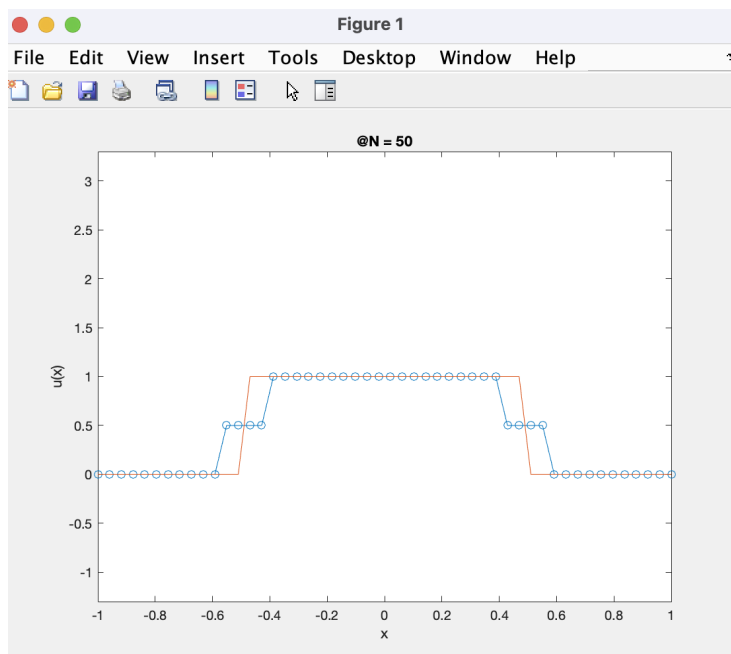 Figure 1
File Edit View Insert Tools Desktop Window Help
@N = 50
3
2.5
2
1.5
1
0.5
0
-0.5
-1
u(x)
-1 -0.8 -0.6 -0.4 -0.2 0 0.2 0.4 0.6 0.8 1
x